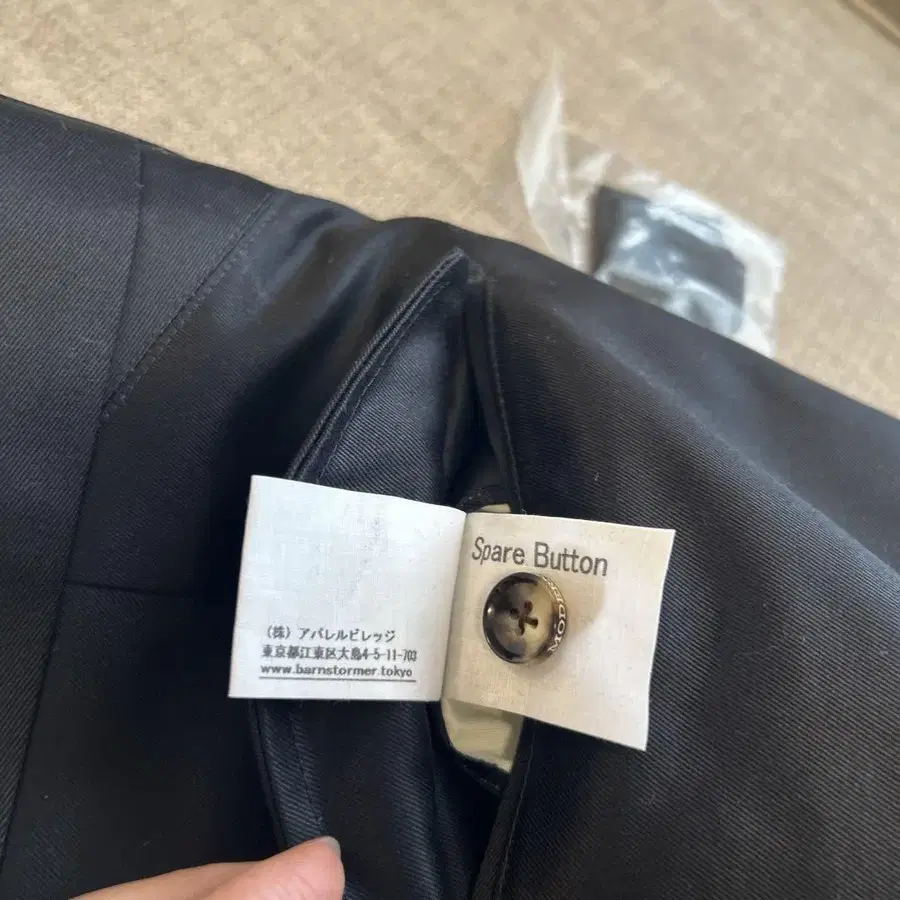 (株) アパレルビレッジ
東京都江東区大島4-5-11-703
www.barnstormer.tokyo
Spare Button